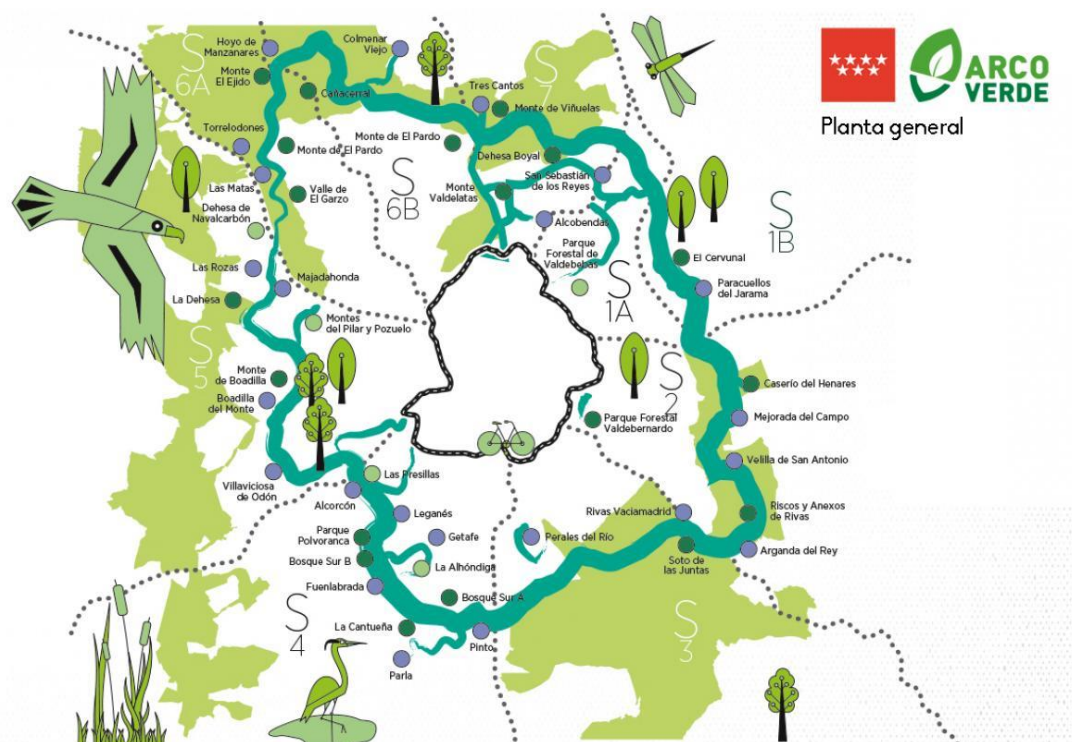 ARCO
VERDE
Planta general
Hoyo de
Manzanares
Colmenar
Viejo
S
6A
Monte
El Ejido
Cañacerral
Tres Cantos
S
7
Monte de Viñuelas
Torrelodones
Monte de El Pardo
Monte de El Pardo
Dehesa Boyal
Las Matas
Valle de
El Garzo
S
6B
Monte
Valdelatas
San Sebastián
de los Reyes
Dehesa de
Navalcarbón
Alcobendas
S
1B
Parque
Forestal de
Valdebebas
El Cervunal
Las Rozas
Majadahonda
S
1A
Paracuellos
del Jarama
La Dehesa
Montes
del Pilar y Pozuelo
S
5
Monte
de Boadilla
S
2
Caserío del Henares
Boadilla
del Monte
Parque Forestal
Valdebernardo
Mejorada del Campo
Villaviciosa
de Odón
Las Presillas
Velilla de San Antonio
Alcorcón
Leganés
Rivas Vaciamadrid
Riscos y Anexos
de Rivas
Parque
Polvoranca
Getafe
Perales del Río
Arganda del Rey
Bosque Sur B
La Alhóndiga
Soto de
las Juntas
Fuenlabrada
Bosque Sur A
S
4
La Cantueña
Pinto
S
3
Parla